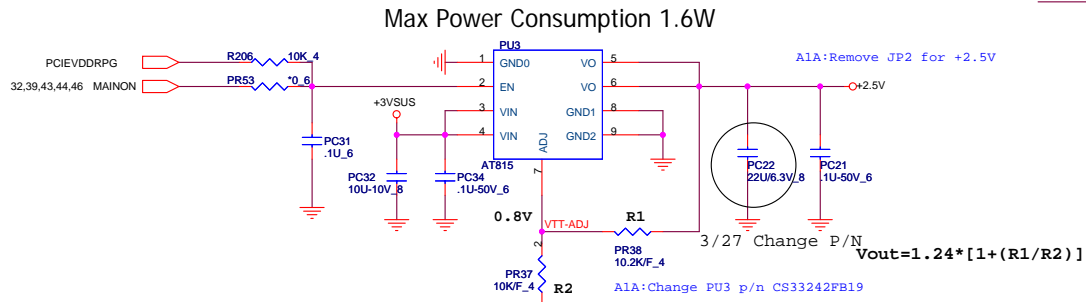 Max Power Consumption 1.6W
PCIEVDDRPG
R206 10K_4
32,39,43,44,46 MAINON
PR53 *0_6
PC31
.1U_6
+3VSUS
PC32
10U-10V_8
PC34
.1U-50V_6
PU3
1 GND0 VO 5
2 EN VO 6
3 VIN GND1 8
4 VIN GND2 9
ADJ
AT815
7
A1A:Remove JP2 for +2.5V
+2.5V
PC22
22U/6.3V_8
PC21
.1U-50V_6
0.8V
VTT-ADJ
R1
PR38
10.2K/F_4
3/27 Change P/N
Vout=1.24*[1+(R1/R2)]
2
PR37
10K/F_4
R2
A1A:Change PU3 p/n CS33242FB19